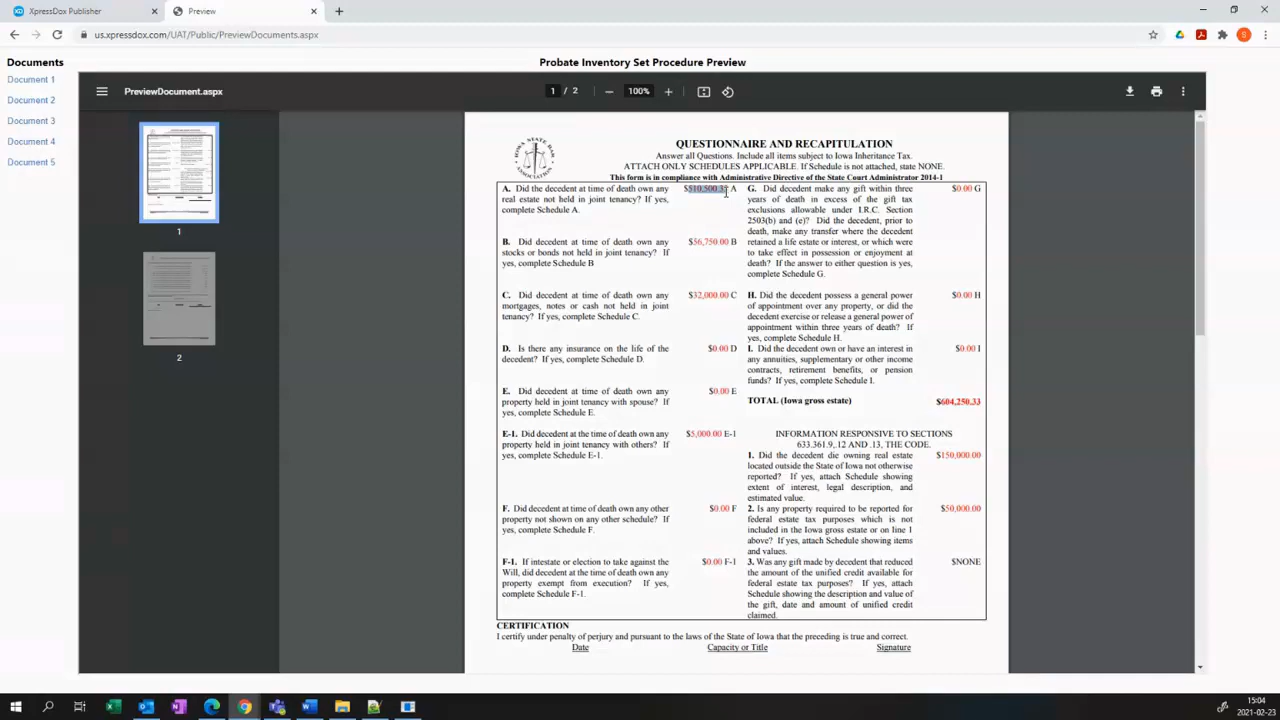 XpressDox Publisher
Preview
us.xpressdox.com/UAT/Public/PreviewDocuments.aspx
S
Documents
Probate Inventory Set Procedure Preview
Document 1
Document 2
Document 3
Document 4
Document 5
PreviewDocument.aspx
1 / 2
100%
1
2
QUESTIONNAIRE AND RECAPITULATION
Answer all Questions. Include all items subject to Iowa Inheritance Tax.
ATTACH ONLY SCHEDULES APPLICABLE. If Schedule is not attached, state NONE.
This form is in compliance with Administrative Directive of the State Court Administrator 2014-1
A. Did the decedent at time of death own any $510,500.33 A
real estate not held in joint tenancy? If yes,
complete Schedule A.
B. Did decedent at time of death own any $56,750.00 B
stocks or bonds not held in joint tenancy? If
yes, complete Schedule B
C. Did decedent at time of death own any $32,000.00 C
mortgages, notes or cash not held in joint
tenancy? If yes, complete Schedule C.
D. Is there any insurance on the life of the $0.00 D
decedent? If yes, complete Schedule D.
E. Did decedent at time of death own any $0.00 E
property held in joint tenancy with spouse? If
yes, complete Schedule E.
E-1. Did decedent at the time of death own any $5,000.00 E-1
property held in joint tenancy with others? If
yes, complete Schedule E-1.
F. Did decedent at time of death own any other $0.00 F
property not shown on any other schedule? If
yes, complete Schedule F.
F-1. If intestate or election to take against the $0.00 F-1
Will, did decedent at the time of death own any
property exempt from execution? If yes,
complete Schedule F-1.
G. Did decedent make any gift within three $0.00 G
years of death in excess of the gift tax
exclusions allowable under I.R.C. Section
2503(b) and (e)? Did the decedent, prior to
death, make any transfer where the decedent
retained a life estate or interest, or which were
to take effect in possession or enjoyment at
death? If the answer to either question is yes,
complete Schedule G.
H. Did the decedent possess a general power $0.00 H
of appointment over any property, or did the
decedent exercise or release a general power of
appointment within three years of death? If
yes, complete Schedule H.
I. Did the decedent own or have an interest in $0.00 I
any annuities, supplementary or other income
contracts, retirement benefits, or pension
funds? If yes, complete Schedule I.
TOTAL (Iowa gross estate) $604,250.33
INFORMATION RESPONSIVE TO SECTIONS
633.361.9,.12 AND .13, THE CODE.
1. Did the decedent die owning real estate $150,000.00
located outside the State of Iowa not otherwise
reported? If yes, attach Schedule showing
extent of interest, legal description, and
estimated value.
2. Is any property required to be reported for $50,000.00
federal estate tax purposes which is not
included in the Iowa gross estate or on line 1
above? If yes, attach Schedule showing items
and values.
3. Was any gift made by decedent that reduced $NONE
the amount of the unified credit available for
federal estate tax purposes? If yes, attach
Schedule showing the description and value of
the gift, date and amount of unified credit
claimed.
CERTIFICATION
I certify under penalty of perjury and pursuant to the laws of the State of Iowa that the preceding is true and correct.
Date Capacity or Title Signature
15:04
2021-02-23